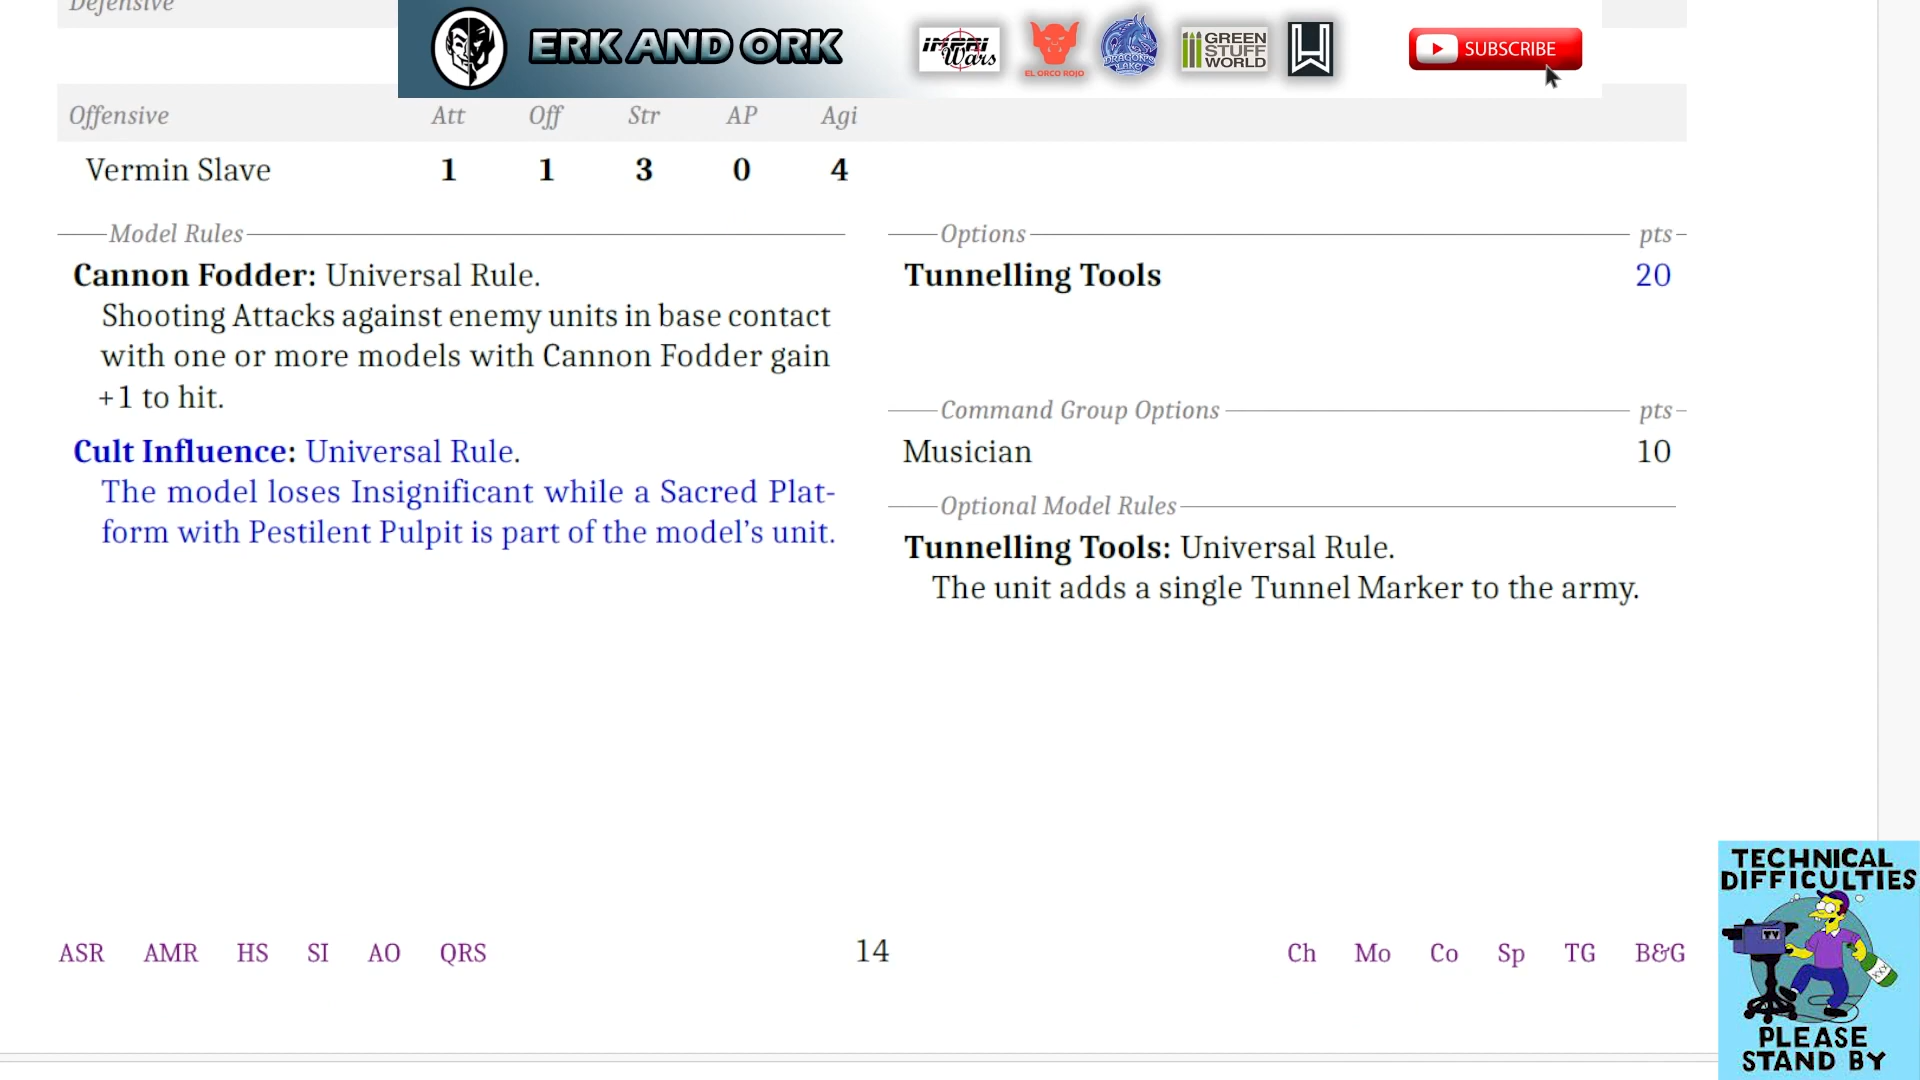 Defensive
ERK AND ORK
IMPRI
Wars
EL ORCO ROJO
DRAGON'S
LAKE
GREEN
STUFF
WORLD
SUBSCRIBE
Offensive Att Off Str AP Agi
Vermin Slave 1 1 3 0 4
Model Rules
Cannon Fodder: Universal Rule.
Shooting Attacks against enemy units in base contact
with one or more models with Cannon Fodder gain
+1 to hit.
Cult Influence: Universal Rule.
The model loses Insignificant while a Sacred Plat-
form with Pestilent Pulpit is part of the model's unit.
Options pts
Tunnelling Tools 20
Command Group Options pts
Musician 10
Optional Model Rules
Tunnelling Tools: Universal Rule.
The unit adds a single Tunnel Marker to the army.
ASR AMR HS SI AO QRS 14 Ch Mo Co Sp TG B&G
TECHNICAL
DIFFICULTIES
TV
XXX
PLEASE
STAND BY